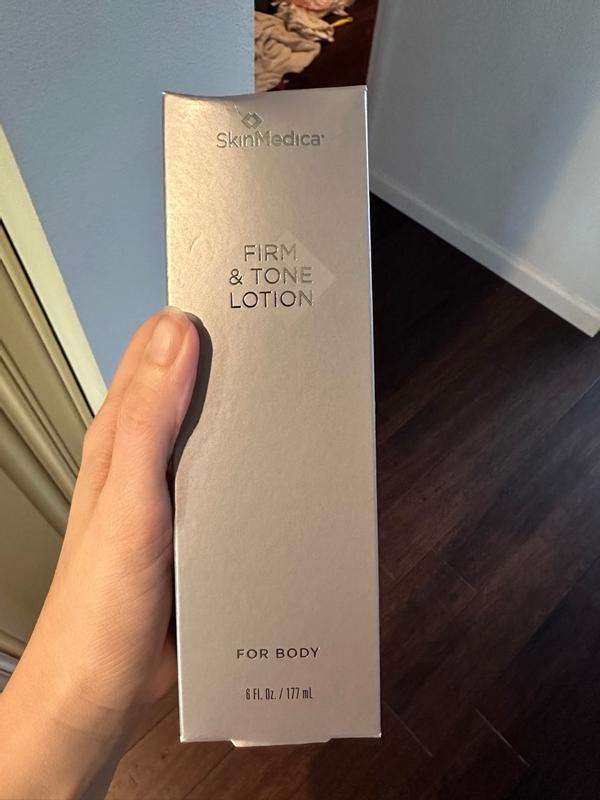 SkinMedica®
FIRM
& TONE
LOTION
FOR BODY
6 Fl. Oz. / 177 mL